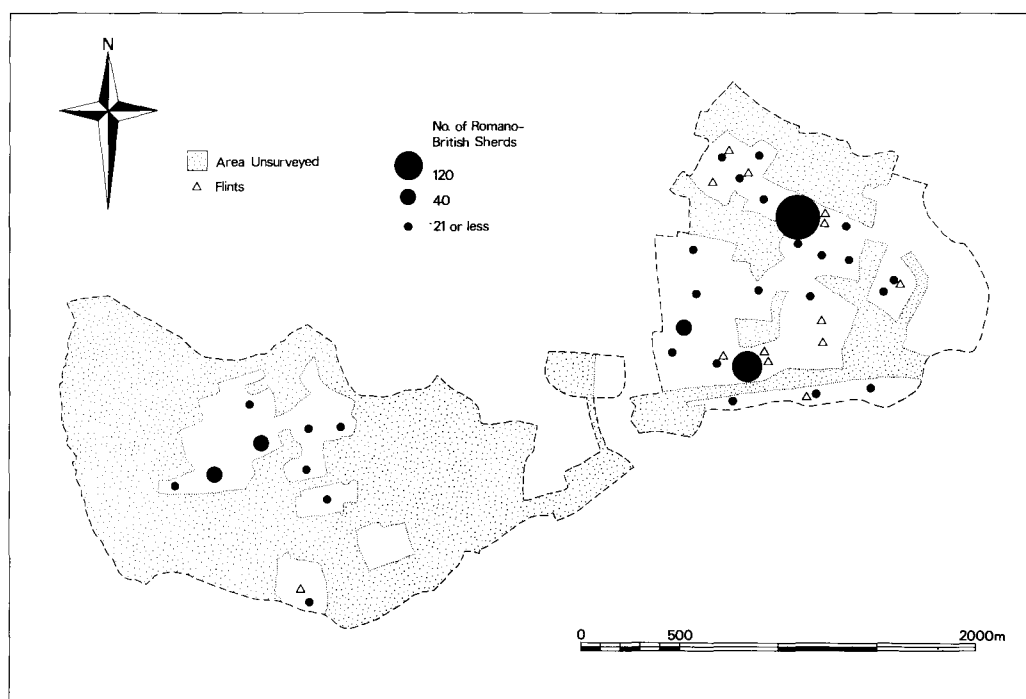 N
No. of Romano-
British Sherds
Area Unsurveyed
120
Flints
40
21 or less
0 500 2000m